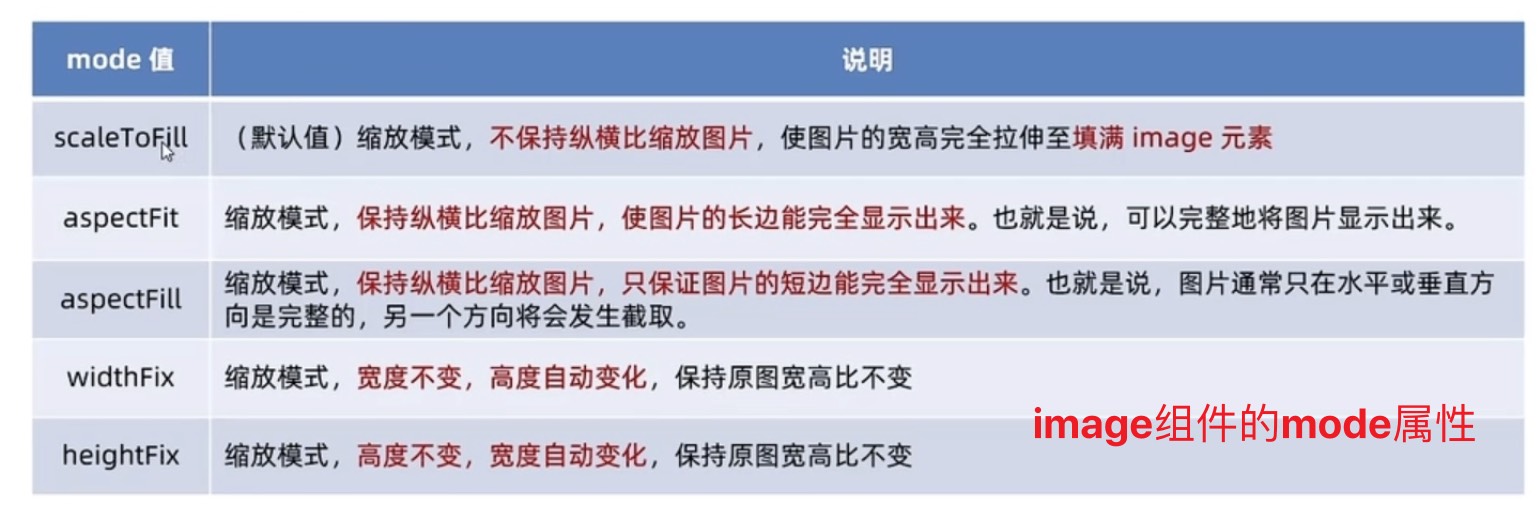 mode 值 说明
scaleToFill （默认值）缩放模式，不保持纵横比缩放图片，使图片的宽高完全拉伸至填满 image 元素
aspectFit 缩放模式，保持纵横比缩放图片，使图片的长边能完全显示出来。也就是说，可以完整地将图片显示出来。
aspectFill 缩放模式，保持纵横比缩放图片，只保证图片的短边能完全显示出来。也就是说，图片通常只在水平或垂直方
向是完整的，另一个方向将会发生截取。
widthFix 缩放模式，宽度不变，高度自动变化，保持原图宽高比不变
image组件的mode属性
heightFix 缩放模式，高度不变，宽度自动变化，保持原图宽高比不变